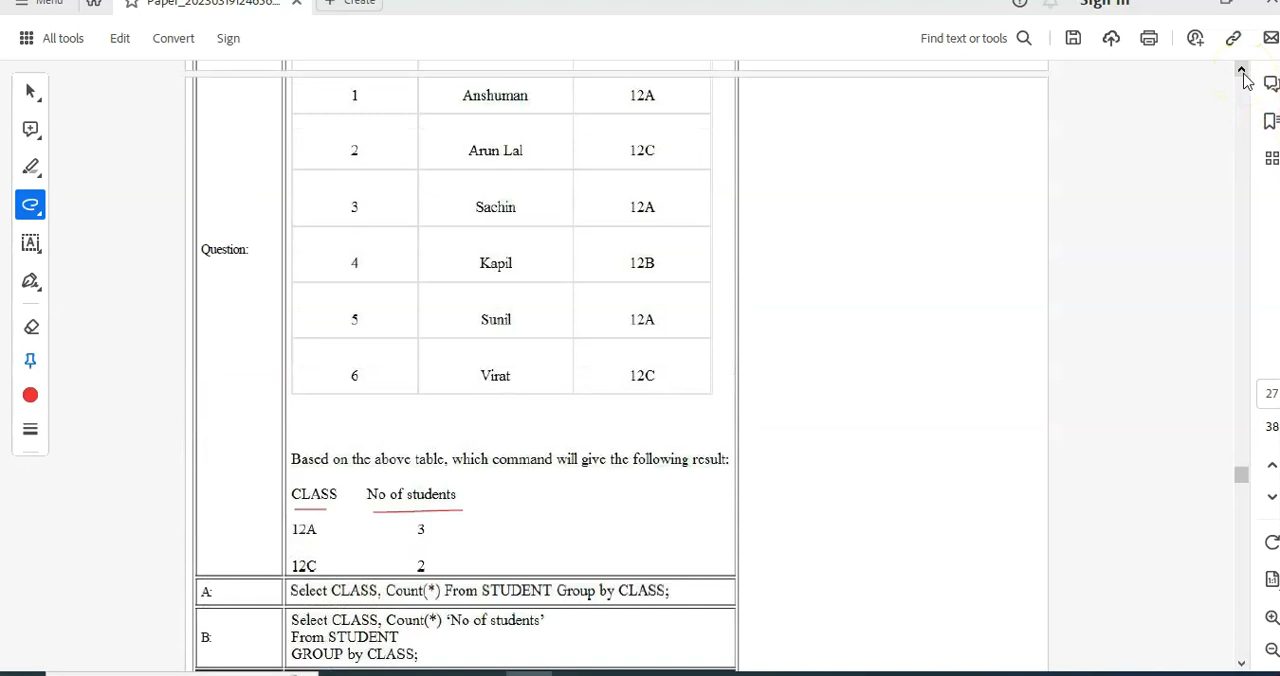 Menu
Paper_20230319124636...
Create
Sign in
All tools
Edit
Convert
Sign
Find text or tools
1 Anshuman 12A
2 Arun Lal 12C
3 Sachin 12A
Question:
4 Kapil 12B
5 Sunil 12A
6 Virat 12C
27
38
Based on the above table, which command will give the following result:
CLASS No of students
12A 3
12C 2
A: Select CLASS, Count(*) From STUDENT Group by CLASS;
B: Select CLASS, Count(*) ‘No of students’
From STUDENT
GROUP by CLASS;